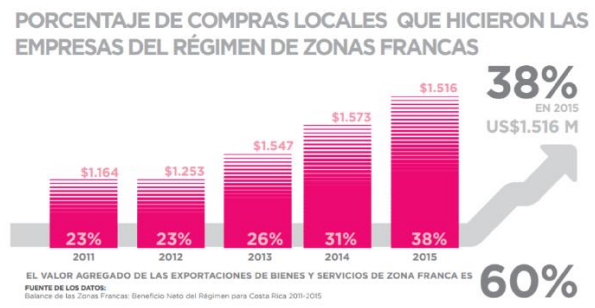 PORCENTAJE DE COMPRAS LOCALES QUE HICIERON LAS
EMPRESAS DEL RÉGIMEN DE ZONAS FRANCAS
38%
EN 2015
US$1.516 M
$1.164
$1.253
$1.547
$1.573
$1.516
23%
23%
26%
31%
38%
2011
2012
2013
2014
2015
EL VALOR AGREGADO DE LAS EXPORTACIONES DE BIENES Y SERVICIOS DE ZONA FRANCA ES
60%
FUENTE DE LOS DATOS:
Balance de las Zonas Francas: Beneficio Neto del Régimen para Costa Rica 2011-2015